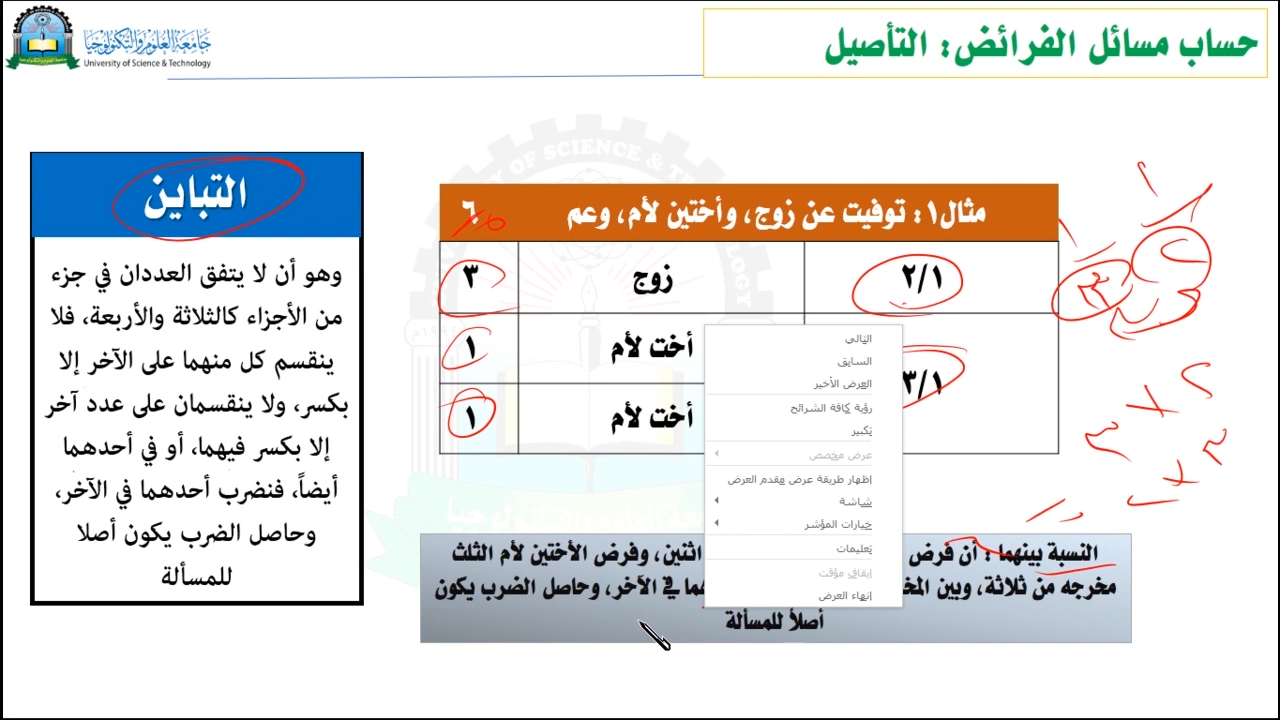 حساب مسائل الفرائض: التأصيل
جامعة العلوم والتكنولوجيا
University of Science & Technology
التباين
وهو أن لا يتفق العددان في جزء
من الأجزاء كالثلاثة والأربعة، فلا
ينقسم كل منهما على الآخر إلا
بكسر، ولا ينقسمان على عدد آخر
إلا بكسر فيهما، أو في أحدهما
أيضاً، فنضرب أحدهما في الآخر،
وحاصل الضرب يكون أصلا
للمسألة
مثال١: توفيت عن زوج، وأختين لأم، وعم ٦
٢/١ زوج ٣
٣/١ أخت لأم ١
أخت لأم ١
التالي
السابق
العرض الأخير
رؤية كافة الشرائح
تكبير
عرض مخصص
إظهار طريقة عرض مقدم العرض
شاشة
خيارات المؤشر
تعليمات
إيقاف مؤقت
إنهاء العرض
النسبة بينهما: أن فرض اثنين، وفرض الأختين لأم الثلث
مخرجه من ثلاثة، وبين في الآخر، وحاصل الضرب يكون
أصلاً للمسألة